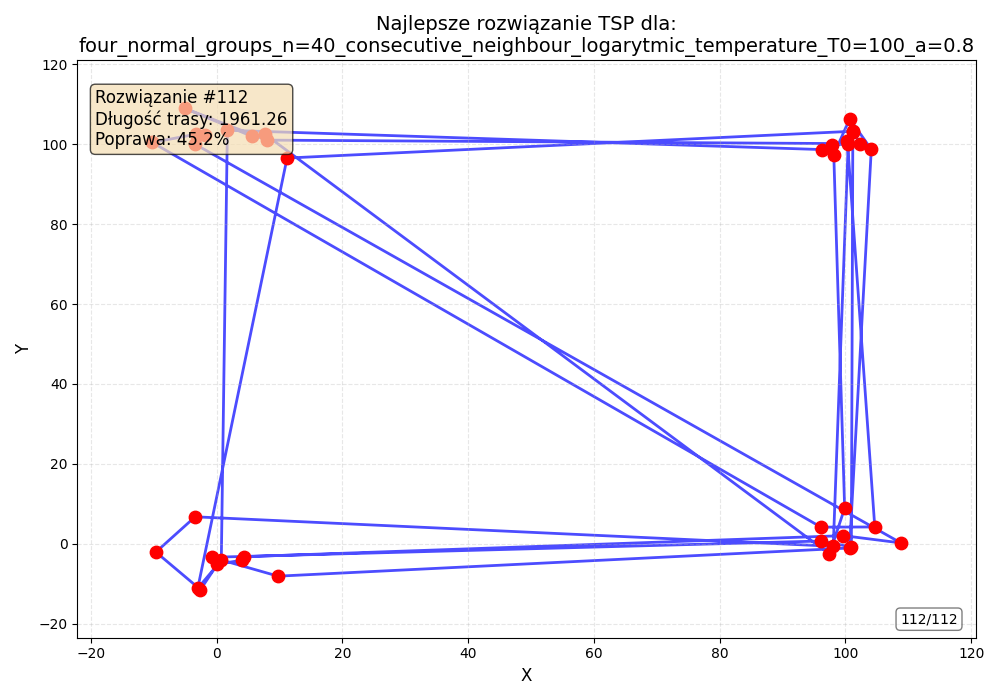 Najlepsze rozwiązanie TSP dla:
four_normal_groups_n=40_consecutive_neighbour_logarytmic_temperature_T0=100_a=0.8
120
100
80
60
40
20
0
−20
Y
Rozwiązanie #112
Długość trasy: 1961.26
Poprawa: 45.2%
112/112
−20
0
20
40
60
80
100
120
X